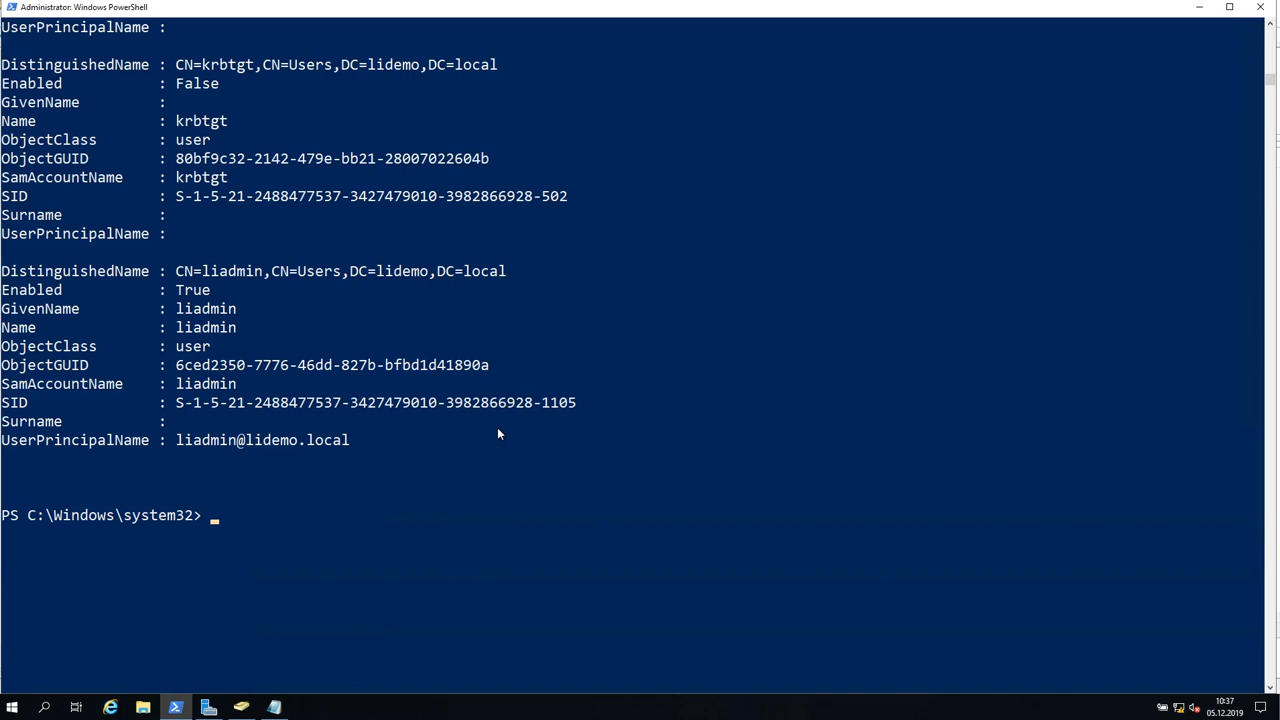 Administrator: Windows PowerShell
UserPrincipalName :
DistinguishedName : CN=krbtgt,CN=Users,DC=lidemo,DC=local
Enabled : False
GivenName :
Name : krbtgt
ObjectClass : user
ObjectGUID : 80bf9c32-2142-479e-bb21-28007022604b
SamAccountName : krbtgt
SID : S-1-5-21-2488477537-3427479010-3982866928-502
Surname :
UserPrincipalName :
DistinguishedName : CN=liadmin,CN=Users,DC=lidemo,DC=local
Enabled : True
GivenName : liadmin
Name : liadmin
ObjectClass : user
ObjectGUID : 6ced2350-7776-46dd-827b-bfbd1d41890a
SamAccountName : liadmin
SID : S-1-5-21-2488477537-3427479010-3982866928-1105
Surname :
UserPrincipalName : liadmin@lidemo.local
PS C:\Windows\system32>
10:37
05.12.2019